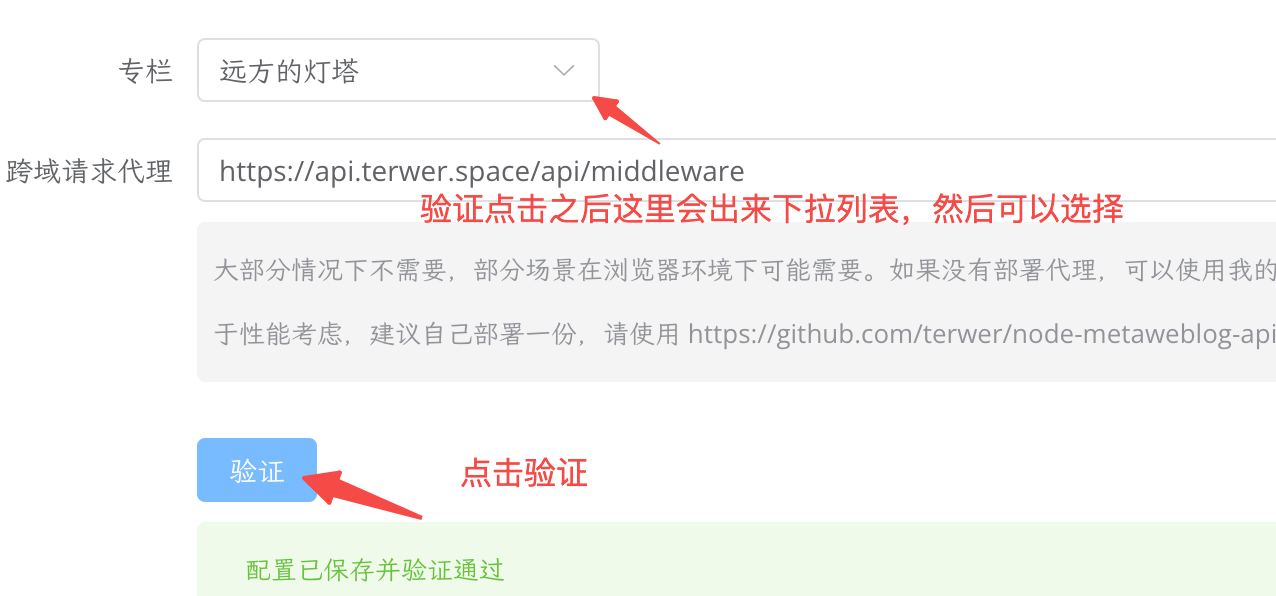 专栏
远方的灯塔
跨域请求代理
https://api.terwer.space/api/middleware
验证点击之后这里会出来下拉列表，然后可以选择
大部分情况下不需要，部分场景在浏览器环境下可能需要。如果没有部署代理，可以使用我的
于性能考虑，建议自己部署一份，请使用 https://github.com/terwer/node-metaweblog-api
验证
点击验证
配置已保存并验证通过